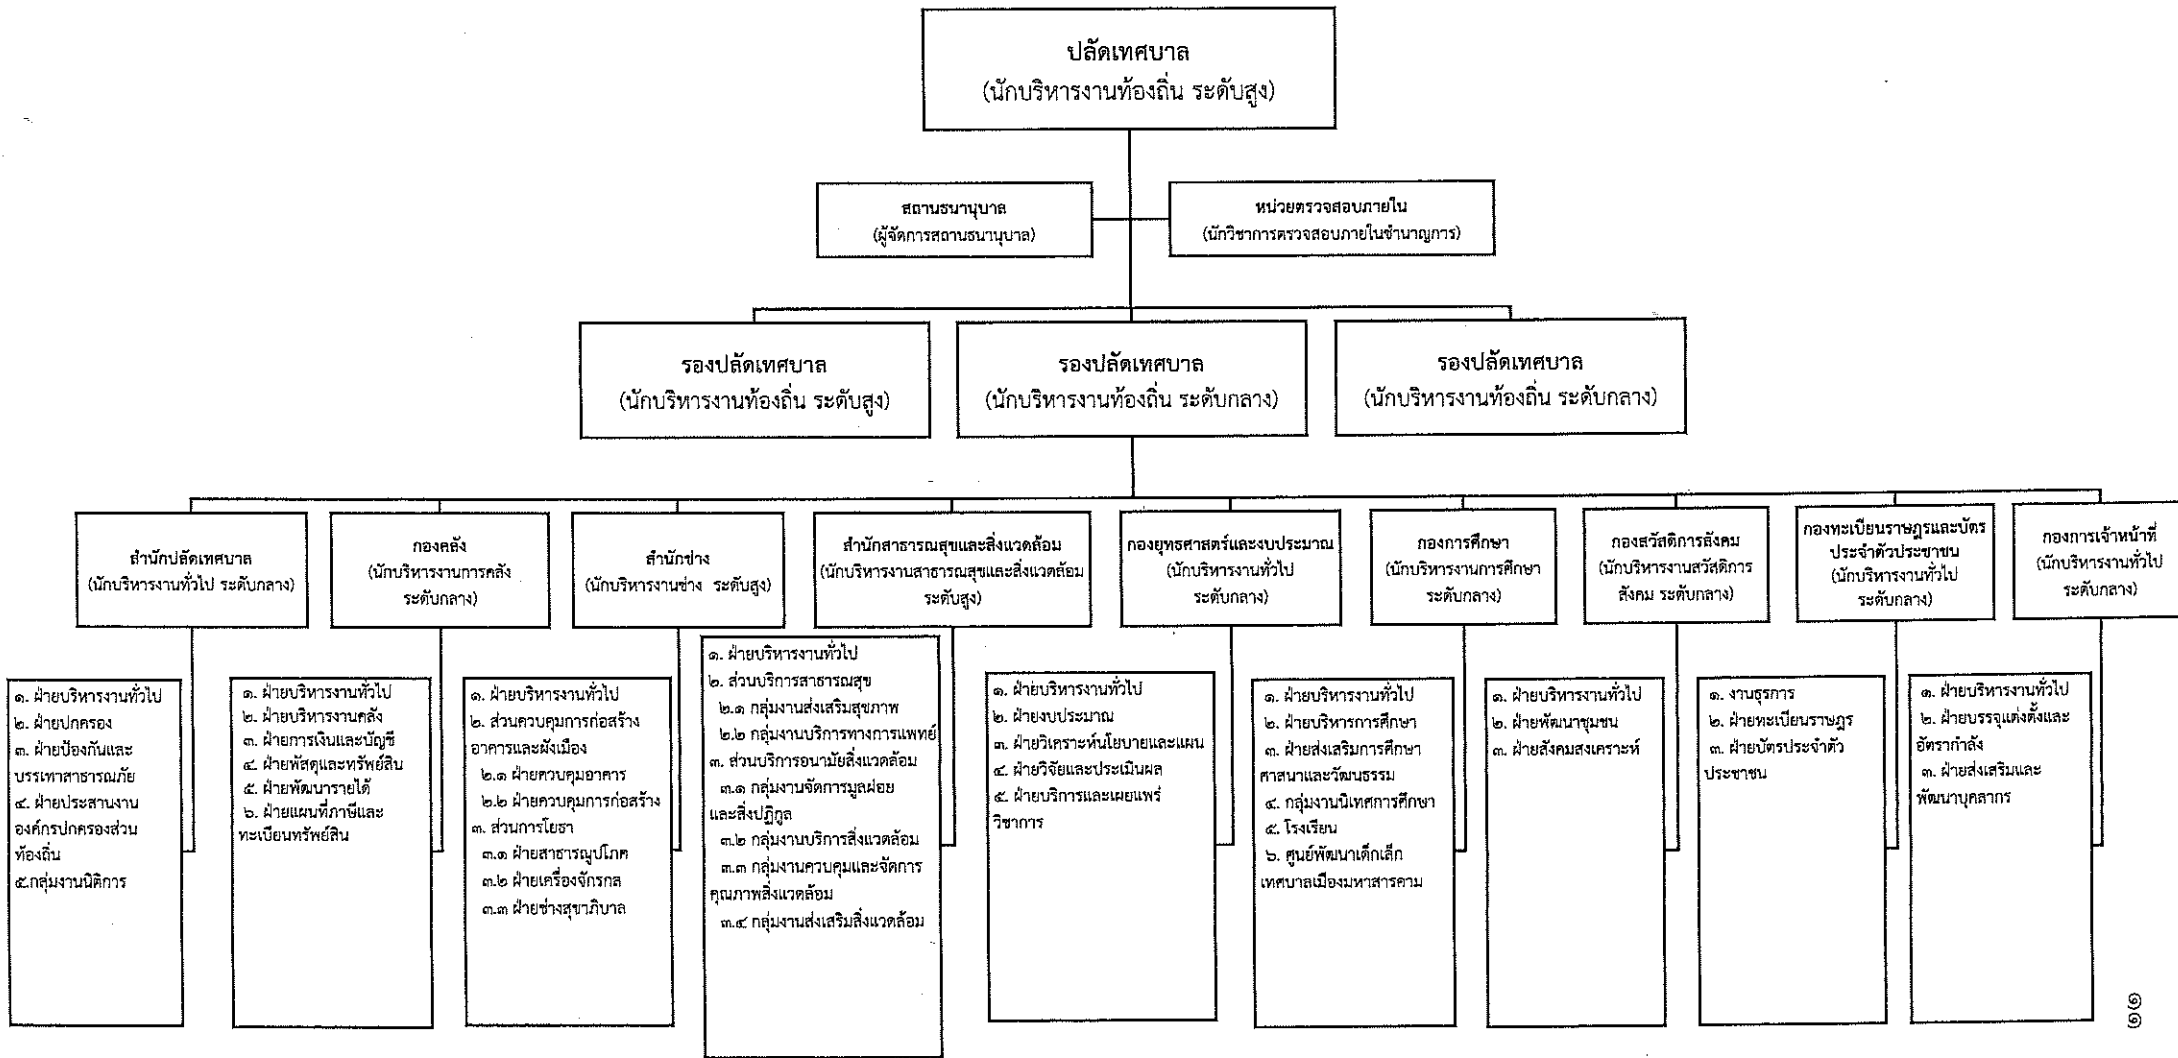 ปลัดเทศบาล
(นักบริหารงานท้องถิ่น ระดับสูง)
สถานธนานุบาล
(ผู้จัดการสถานธนานุบาล)
หน่วยตรวจสอบภายใน
(นักวิชาการตรวจสอบภายในชำนาญการ)
รองปลัดเทศบาล
(นักบริหารงานท้องถิ่น ระดับสูง)
รองปลัดเทศบาล
(นักบริหารงานท้องถิ่น ระดับกลาง)
รองปลัดเทศบาล
(นักบริหารงานท้องถิ่น ระดับกลาง)
สำนักปลัดเทศบาล
(นักบริหารงานทั่วไป ระดับกลาง)
กองคลัง
(นักบริหารงานการคลัง
ระดับกลาง)
สำนักช่าง
(นักบริหารงานช่าง ระดับสูง)
สำนักสาธารณสุขและสิ่งแวดล้อม
(นักบริหารงานสาธารณสุขและสิ่งแวดล้อม
ระดับสูง)
กองยุทธศาสตร์และงบประมาณ
(นักบริหารงานทั่วไป
ระดับกลาง)
กองการศึกษา
(นักบริหารงานการศึกษา
ระดับกลาง)
กองสวัสดิการสังคม
(นักบริหารงานสวัสดิการ
สังคม ระดับกลาง)
กองทะเบียนราษฎรและบัตร
ประจำตัวประชาชน
(นักบริหารงานทั่วไป
ระดับกลาง)
กองการเจ้าหน้าที่
(นักบริหารงานทั่วไป
ระดับกลาง)
๑. ฝ่ายบริหารงานทั่วไป
๒. ฝ่ายปกครอง
๓. ฝ่ายป้องกันและ
บรรเทาสาธารณภัย
๔. ฝ่ายประสานงาน
องค์กรปกครองส่วน
ท้องถิ่น
๕.กลุ่มงานนิติการ
๑. ฝ่ายบริหารงานทั่วไป
๒. ฝ่ายบริหารงานคลัง
๓. ฝ่ายการเงินและบัญชี
๔. ฝ่ายพัสดุและทรัพย์สิน
๕. ฝ่ายพัฒนารายได้
๖. ฝ่ายแผนที่ภาษีและ
ทะเบียนทรัพย์สิน
๑. ฝ่ายบริหารงานทั่วไป
๒. ส่วนควบคุมการก่อสร้าง
อาคารและผังเมือง
๒.๑ ฝ่ายควบคุมอาคาร
๒.๒ ฝ่ายควบคุมการก่อสร้าง
๓. ส่วนการโยธา
๓.๑ ฝ่ายสาธารณูปโภค
๓.๒ ฝ่ายเครื่องจักรกล
๓.๓ ฝ่ายช่างสุขาภิบาล
๑. ฝ่ายบริหารงานทั่วไป
๒. ส่วนบริการสาธารณสุข
๒.๑ กลุ่มงานส่งเสริมสุขภาพ
๒.๒ กลุ่มงานบริการทางการแพทย์
๓. ส่วนบริการอนามัยสิ่งแวดล้อม
๓.๑ กลุ่มงานจัดการมูลฝอย
และสิ่งปฏิกูล
๓.๒ กลุ่มงานบริการสิ่งแวดล้อม
๓.๓ กลุ่มงานควบคุมและจัดการ
คุณภาพสิ่งแวดล้อม
๓.๔ กลุ่มงานส่งเสริมสิ่งแวดล้อม
๑. ฝ่ายบริหารงานทั่วไป
๒. ฝ่ายงบประมาณ
๓. ฝ่ายวิเคราะห์นโยบายและแผน
๔. ฝ่ายวิจัยและประเมินผล
๕. ฝ่ายบริการและเผยแพร่
วิชาการ
๑. ฝ่ายบริหารงานทั่วไป
๒. ฝ่ายบริหารการศึกษา
๓. ฝ่ายส่งเสริมการศึกษา
ศาสนาและวัฒนธรรม
๔. กลุ่มงานนิเทศการศึกษา
๕. โรงเรียน
๖. ศูนย์พัฒนาเด็กเล็ก
เทศบาลเมืองมหาสารคาม
๑. ฝ่ายบริหารงานทั่วไป
๒. ฝ่ายพัฒนาชุมชน
๓. ฝ่ายสังคมสงเคราะห์
๑. งานธุรการ
๒. ฝ่ายทะเบียนราษฎร
๓. ฝ่ายบัตรประจำตัว
ประชาชน
๑. ฝ่ายบริหารงานทั่วไป
๒. ฝ่ายบรรจุแต่งตั้งและ
อัตรากำลัง
๓. ฝ่ายส่งเสริมและ
พัฒนาบุคลากร
๑๑